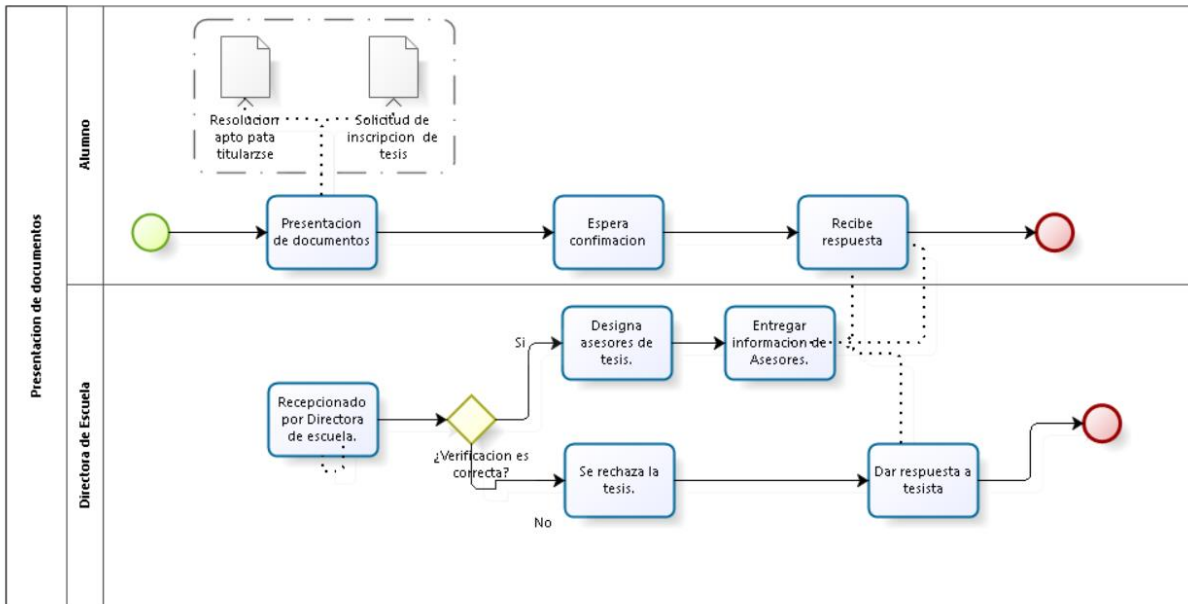 Presentacion de documentos
Alumno
Resolucion
apto pata
titularzse
Solicitud de
inscripcion de
tesis
Presentacion
de documentos
Espera
confimacion
Recibe
respuesta
Directora de Escuela
Recepcionado
por Directora
de escuela.
¿Verificacion es
correcta?
Si
Designa
asesores de
tesis.
Entregar
informacion de
Asesores.
No
Se rechaza la
tesis.
Dar respuesta a
tesista